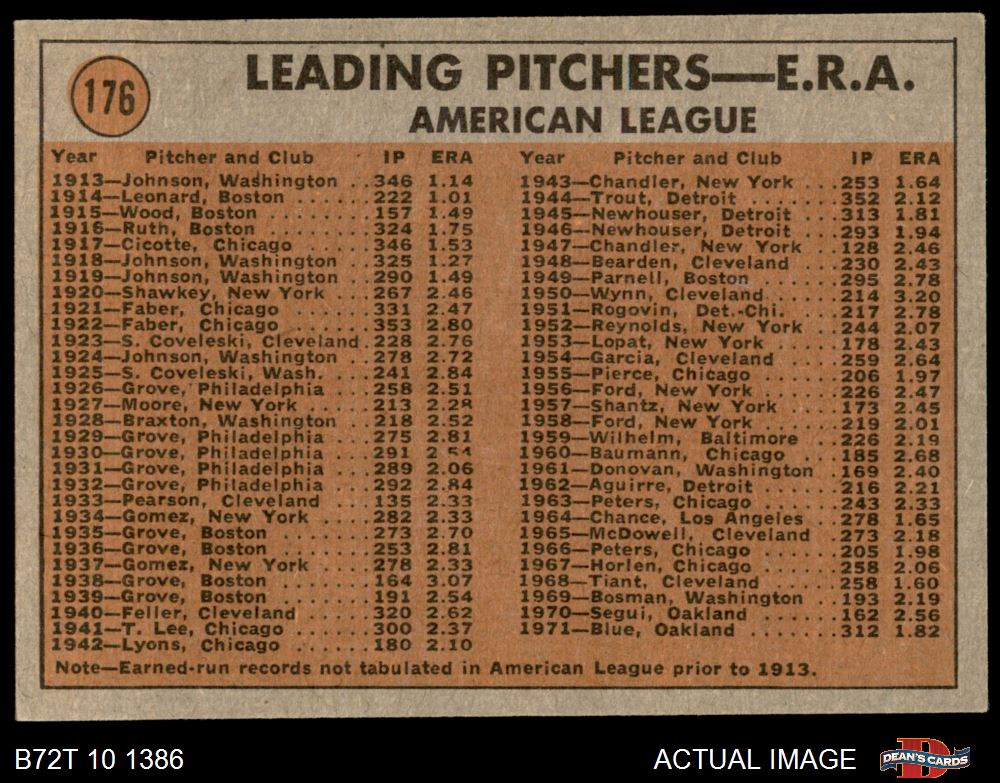 176
LEADING PITCHERS—E.R.A.
AMERICAN LEAGUE
Year Pitcher and Club IP ERA
1913—Johnson, Washington ..346 1.14
1914—Leonard, Boston ......222 1.01
1915—Wood, Boston ........157 1.49
1916—Ruth, Boston ........324 1.75
1917—Cicotte, Chicago ......346 1.53
1918—Johnson, Washington ...325 1.27
1919—Johnson, Washington ...290 1.49
1920—Shawkey, New York ...267 2.46
1921—Faber, Chicago .......331 2.47
1922—Faber, Chicago .......353 2.80
1923—S. Coveleski, Cleveland.228 2.76
1924—Johnson, Washington ...278 2.72
1925—S. Coveleski, Wash. ...241 2.84
1926—Grove, Philadelphia ...258 2.51
1927—Moore, New York .....213
1928—Braxton, Washington ...218 2.52
1929—Grove, Philadelphia ....275 2.81
1930—Grove, Philadelphia ....291
1931—Grove, Philadelphia ....289 2.06
1932—Grove, Philadelphia ....292 2.84
1933—Pearson, Cleveland ....135 2.33
1934—Gomez, New York .....282 2.33
1935—Grove, Boston ........273 2.70
1936—Grove, Boston ........253 2.81
1937—Gomez, New York .....278 2.33
1938—Grove, Boston ........164 3.07
1939—Grove, Boston ........191 2.54
1940—Feller, Cleveland ......320 2.62
1941—T. Lee, Chicago ......300 2.37
1942—Lyons, Chicago .......180 2.10
Year Pitcher and Club IP ERA
1943—Chandler, New York ...253 1.64
1944—Trout, Detroit ........352 2.12
1945—Newhouser, Detroit ....313 1.81
1946—Newhouser, Detroit ....293 1.94
1947—Chandler, New York ...128 2.46
1948—Bearden, Cleveland ....230 2.43
1949—Parnell, Boston .......295 2.78
1950—Wynn, Cleveland ......214 3.20
1951—Rogovin, Det.-Chi. ....217 2.78
1952—Reynolds, New York ...244 2.07
1953—Lopat, New York ......178 2.43
1954—Garcia, Cleveland .....259 2.64
1955—Pierce, Chicago .......206 1.97
1956—Ford, New York .......226 2.47
1957—Shantz, New York .....173 2.45
1958—Ford, New York .......219 2.01
1959—Wilhelm, Baltimore ....226 2.19
1960—Baumann, Chicago .....185 2.68
1961—Donovan, Washington ..169 2.40
1962—Aguirre, Detroit .......216 2.21
1963—Peters, Chicago .......243 2.33
1964—Chance, Los Angeles ...278 1.65
1965—McDowell, Cleveland ..273 2.18
1966—Peters, Chicago .......205 1.98
1967—Horlen, Chicago .......258 2.06
1968—Tiant, Cleveland ......258 1.60
1969—Bosman, Washington ..193 2.19
1970—Segui, Oakland .......162 2.56
1971—Blue, Oakland ........312 1.82
Note—Earned-run records not tabulated in American League prior to 1913.
B72T 10 1386 ACTUAL IMAGE
DEAN'S CARDS